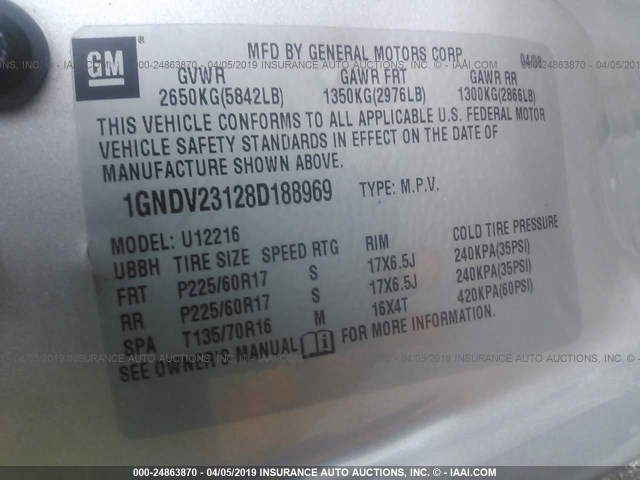 GM ®
MFD BY GENERAL MOTORS CORP
GVWR GAWR FRT GAWR RR
2650KG(5842LB) 1350KG(2976LB) 1300KG(2866LB)
THIS VEHICLE CONFORMS TO ALL APPLICABLE U.S. FEDERAL MOTOR
VEHICLE SAFETY STANDARDS IN EFFECT ON THE DATE OF
MANUFACTURE SHOWN ABOVE.
1GNDV23128D188969 TYPE: M.P.V.
MODEL: U12216
UBBH TIRE SIZE SPEED RTG RIM COLD TIRE PRESSURE
FRT P225/60R17 S 17X6.5J 240KPA(35PSI)
RR P225/60R17 S 17X6.5J 240KPA(35PSI)
SPA T135/70R16 M 16X4T 420KPA(60PSI)
SEE OWNER'S MANUAL i FOR MORE INFORMATION.
000-24863870 - 04/05/2019 INSURANCE AUTO AUCTIONS, INC. © - IAAI.COM